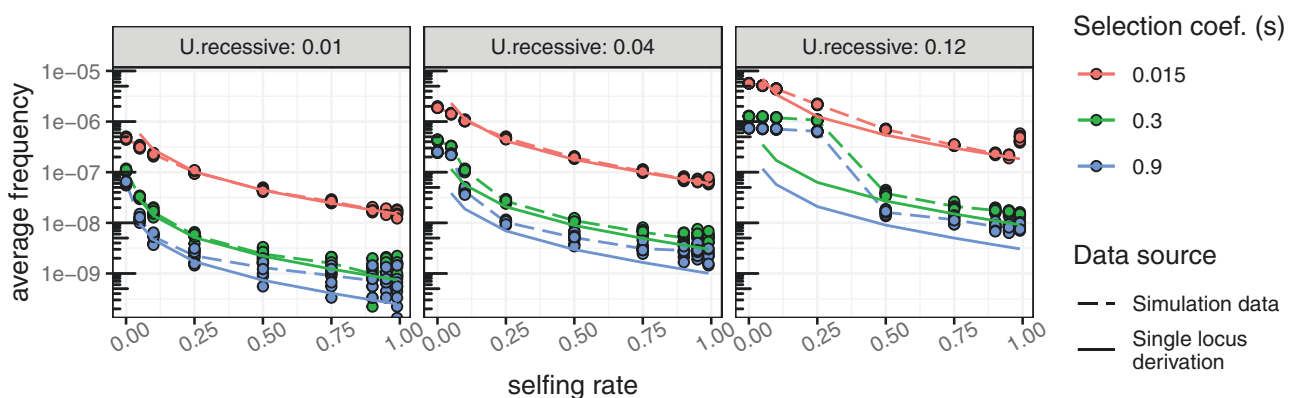 U.recessive: 0.01
U.recessive: 0.04
U.recessive: 0.12
average frequency
1e−05
1e−06
1e−07
1e−08
1e−09
0.00
0.25
0.50
0.75
1.00
0.00
0.25
0.50
0.75
1.00
0.00
0.25
0.50
0.75
1.00
selfing rate
Selection coef. (s)
0.015
0.3
0.9
Data source
Simulation data
Single locus
derivation